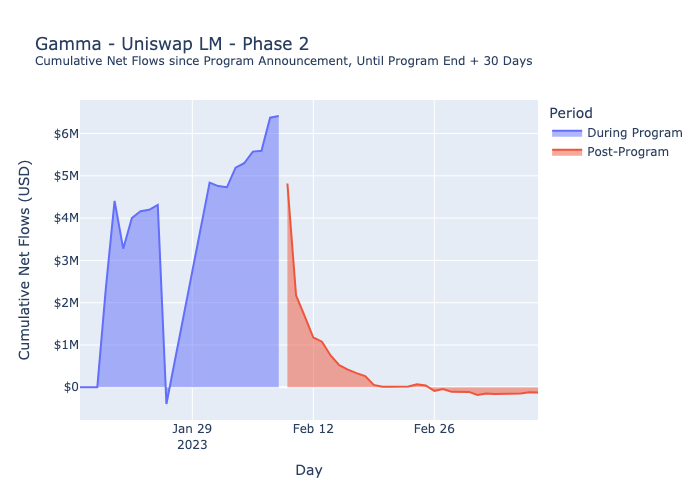 Gamma - Uniswap LM - Phase 2
Cumulative Net Flows since Program Announcement, Until Program End + 30 Days
Period
During Program
Post-Program
Cumulative Net Flows (USD)
$6M
$5M
$4M
$3M
$2M
$1M
$0
Jan 29
2023
Feb 12
Feb 26
Day